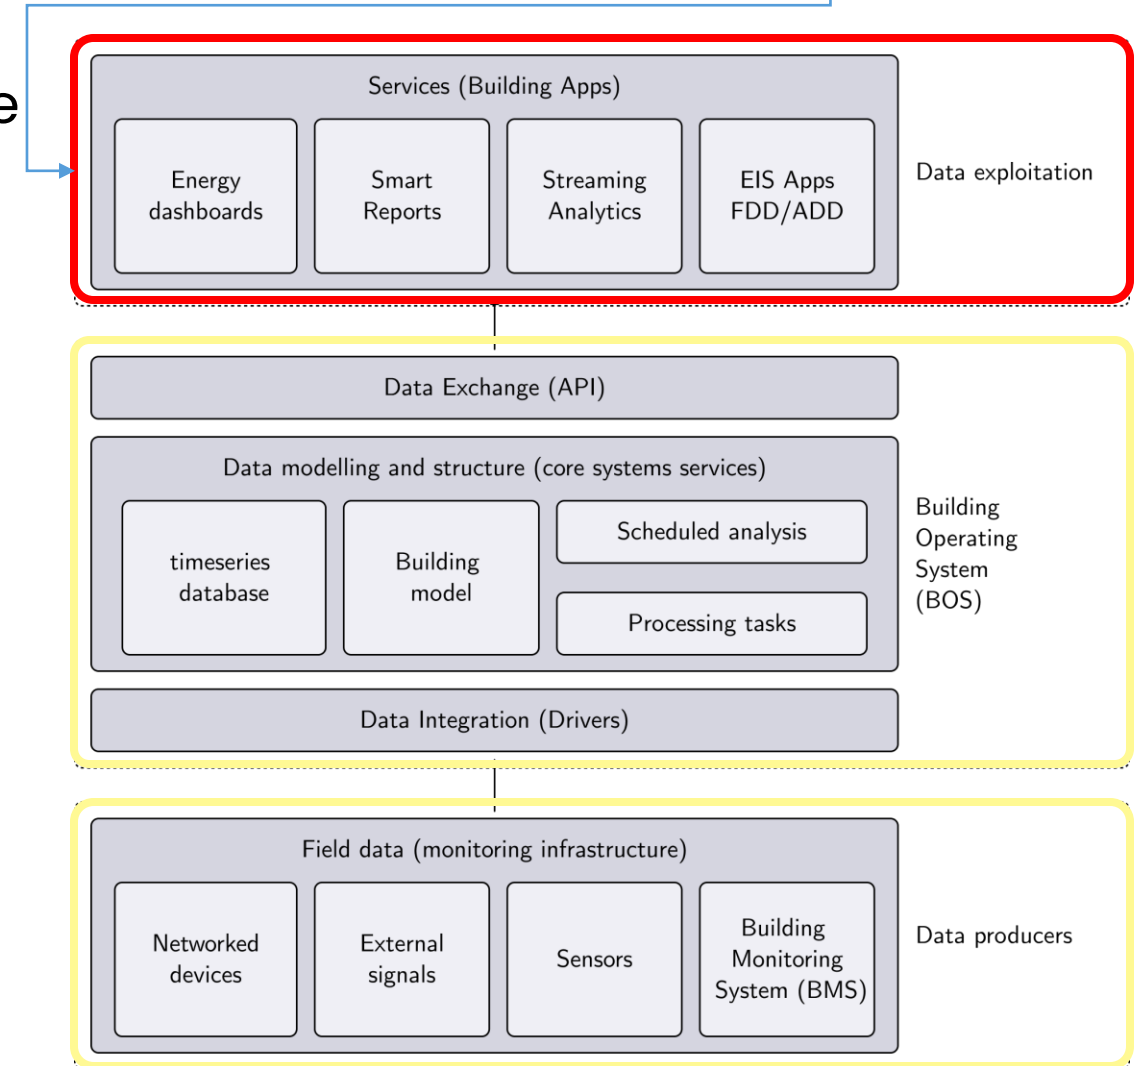 e
Services (Building Apps)
Energy
dashboards
Smart
Reports
Streaming
Analytics
EIS Apps
FDD/ADD
Data exploitation
Data Exchange (API)
Data modelling and structure (core systems services)
timeseries
database
Building
model
Scheduled analysis
Processing tasks
Building
Operating
System
(BOS)
Data Integration (Drivers)
Field data (monitoring infrastructure)
Networked
devices
External
signals
Sensors
Building
Monitoring
System (BMS)
Data producers